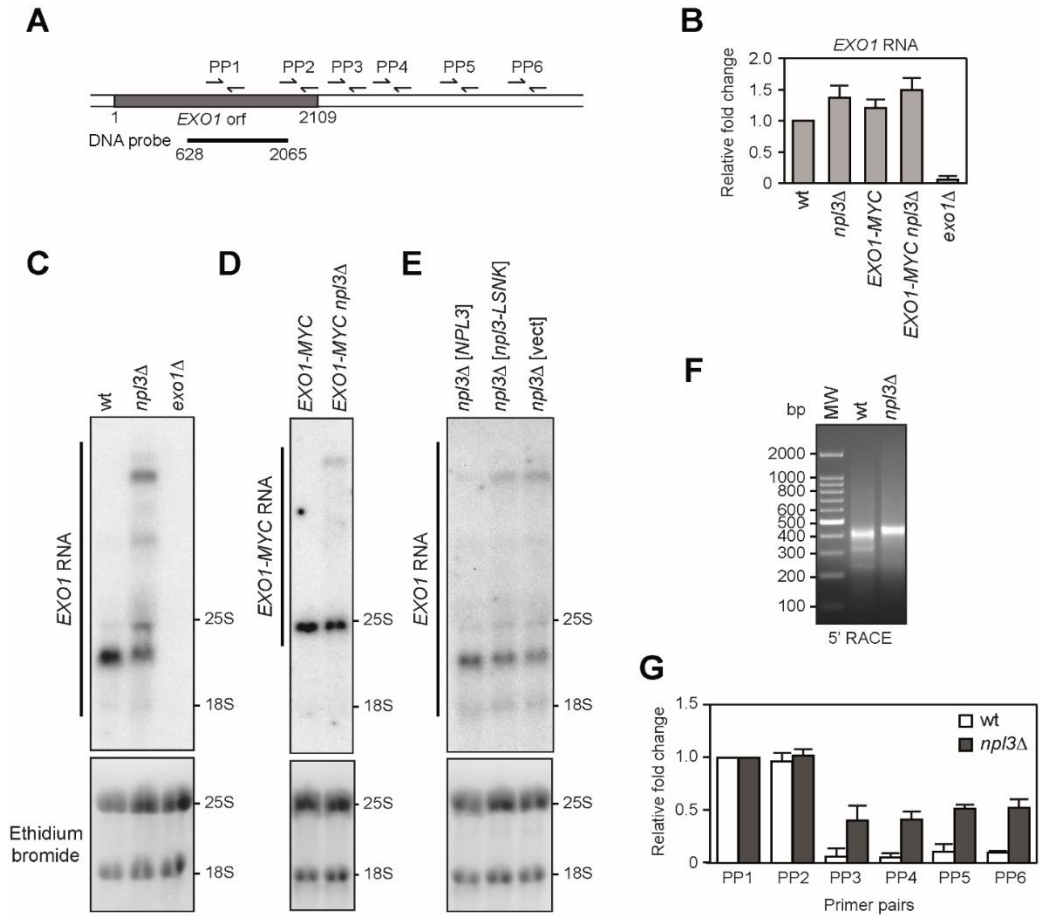 A
PP1 PP2 PP3 PP4 PP5 PP6
1 EXO1 orf 2109
DNA probe
628 2065
B
EXO1 RNA
Relative fold change
2.0
1.5
1.0
0.5
0
wt
npl3Δ
EXO1-MYC
EXO1-MYC npl3Δ
exo1Δ
C
wt
npl3Δ
exo1Δ
EXO1 RNA
25S
18S
Ethidium
bromide
25S
18S
D
EXO1-MYC
EXO1-MYC npl3Δ
EXO1-MYC RNA
25S
18S
25S
18S
E
npl3Δ [NPL3]
npl3Δ [npl3-LSNK]
npl3Δ [vect]
EXO1 RNA
25S
18S
25S
18S
F
bp
MW
wt
npl3Δ
2000
1000
800
600
500
400
300
200
100
5' RACE
G
Relative fold change
1.5
1.0
0.5
0
wt
npl3Δ
PP1 PP2 PP3 PP4 PP5 PP6
Primer pairs